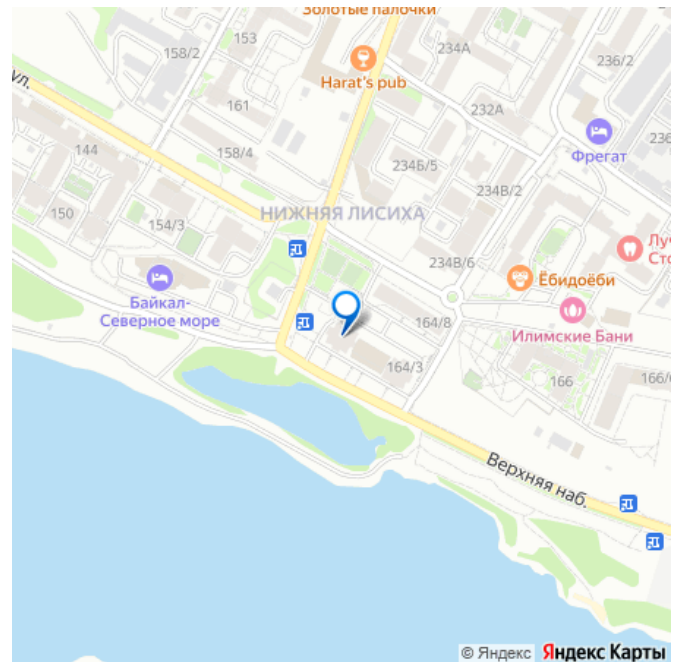 Золотые палочки
158/2
153
234А
236/2
Harat's pub
ул.
161
232А
236
Фрегат
144
158/4
234Б/5
234В/2
150
НИЖНЯЯ ЛИСИХА
154/3
234В/6
Ёбидоёби
Байкал-
Северное море
164/8
Илимские Бани
164/3
166
Верхняя наб.
© Яндекс Яндекс Карты